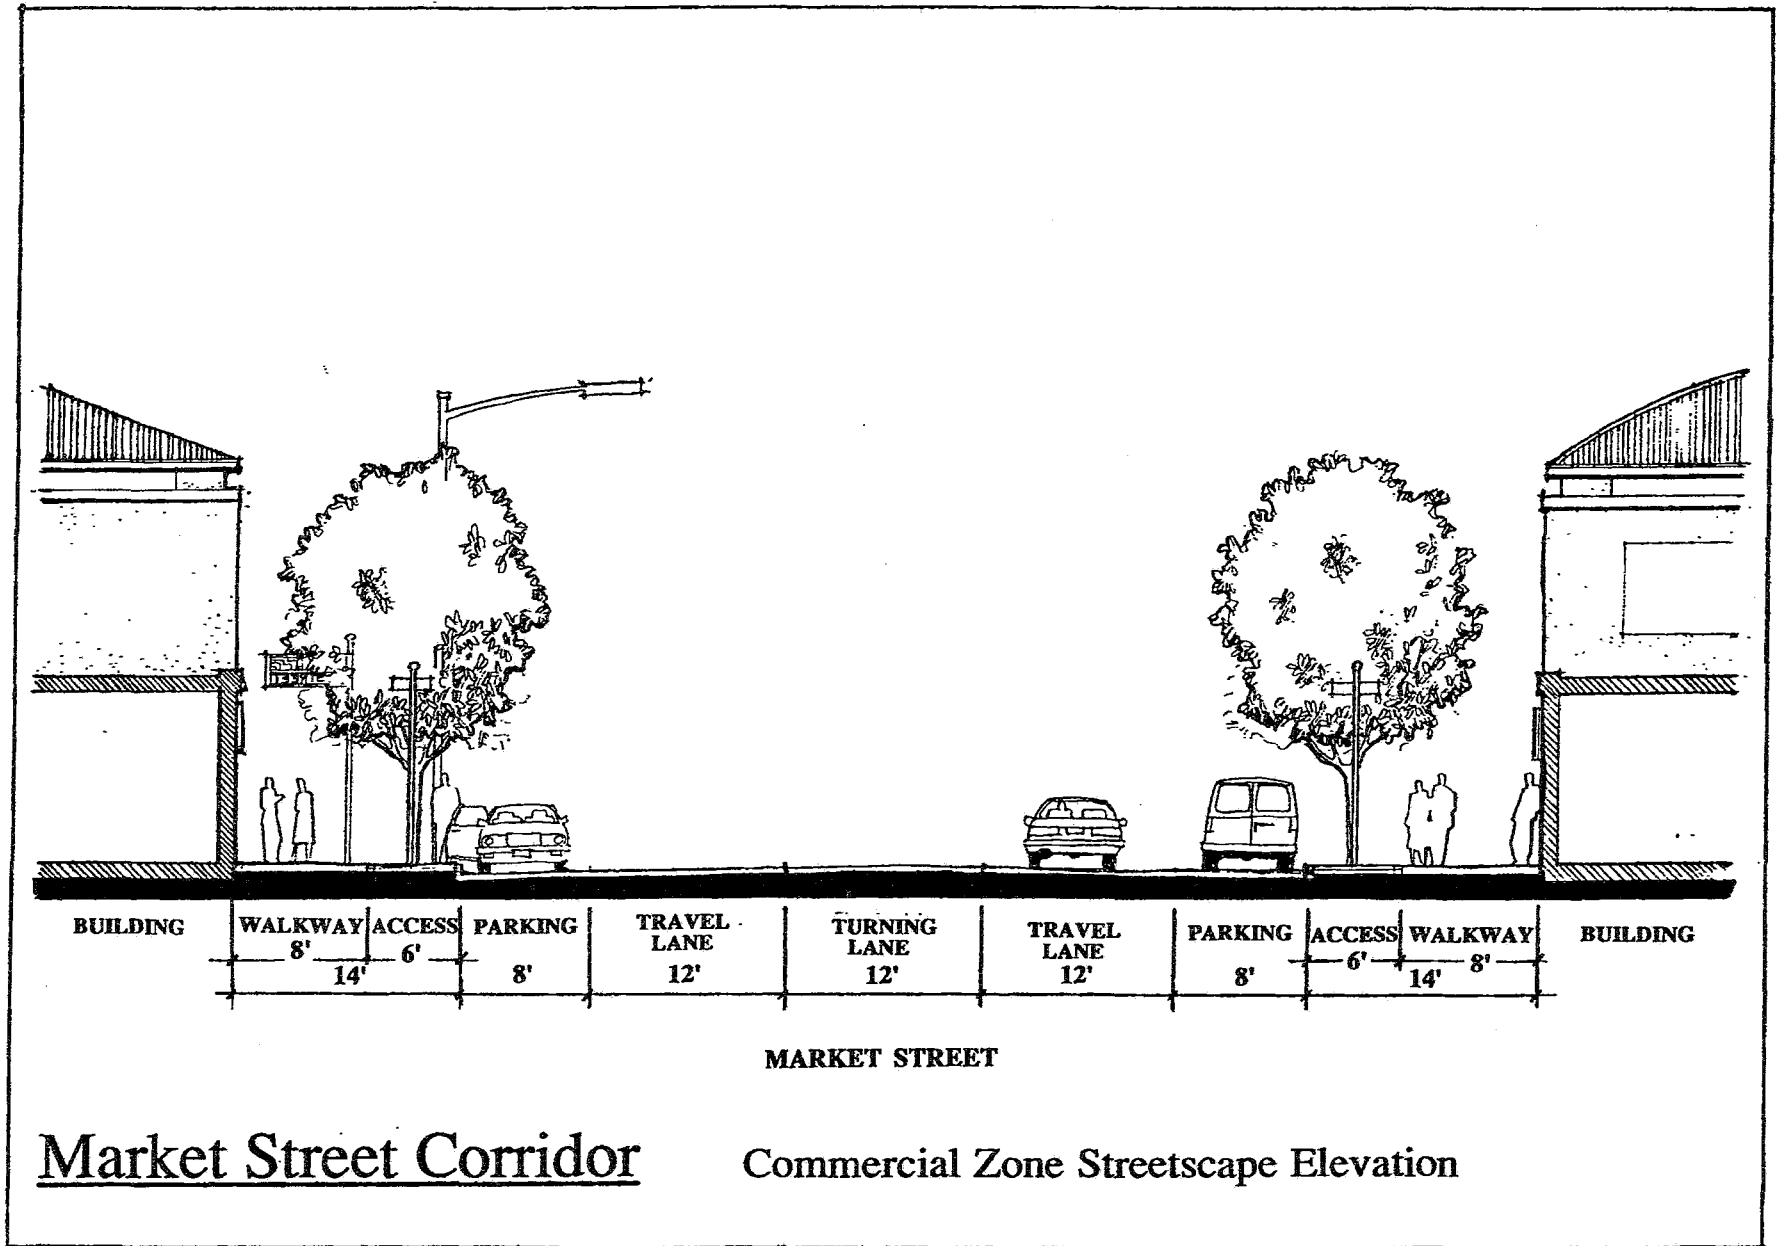 BUILDING
WALKWAY
8'
ACCESS
6'
14'
PARKING
8'
TRAVEL
LANE
12'
TURNING
LANE
12'
TRAVEL
LANE
12'
PARKING
8'
ACCESS
6'
WALKWAY
8'
14'
BUILDING
MARKET STREET
Market Street Corridor
Commercial Zone Streetscape Elevation